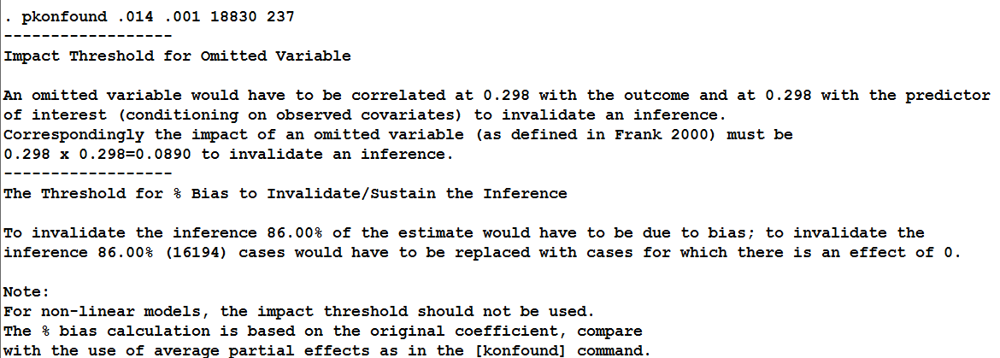 . pkonfound .014 .001 18830 237
------------------
Impact Threshold for Omitted Variable
An omitted variable would have to be correlated at 0.298 with the outcome and at 0.298 with the predictor
of interest (conditioning on observed covariates) to invalidate an inference.
Correspondingly the impact of an omitted variable (as defined in Frank 2000) must be
0.298 x 0.298=0.0890 to invalidate an inference.
------------------
The Threshold for % Bias to Invalidate/Sustain the Inference
To invalidate the inference 86.00% of the estimate would have to be due to bias; to invalidate the
inference 86.00% (16194) cases would have to be replaced with cases for which there is an effect of 0.
Note:
For non-linear models, the impact threshold should not be used.
The % bias calculation is based on the original coefficient, compare
with the use of average partial effects as in the [konfound] command.